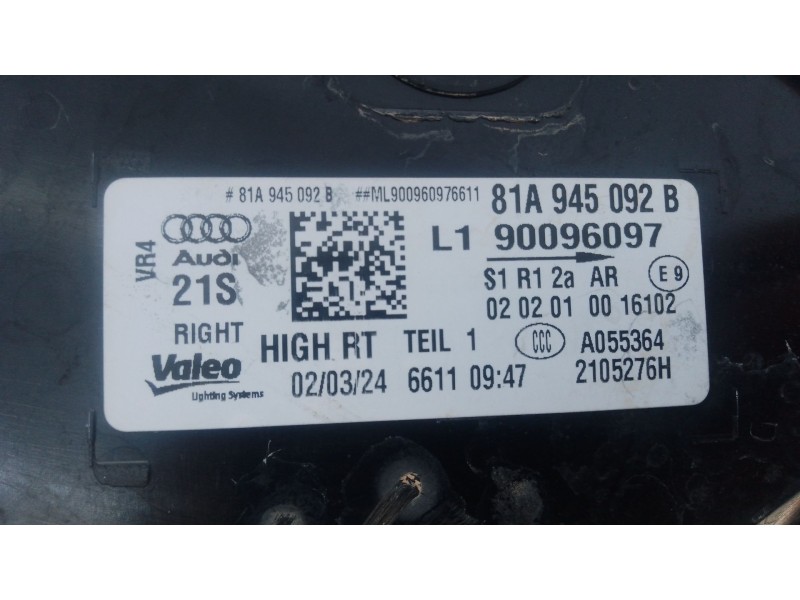 # 81A 945 092 B ##ML900960976611 81A 945 092 B
VR4
Audi
L1 90096097
21S
S1 R1 2a AR E 9
02 02 01 00 16102
RIGHT
HIGH RT TEIL 1 CCC A055364
Valeo
Lighting Systems
02/03/24 6611 09:47 2105276H